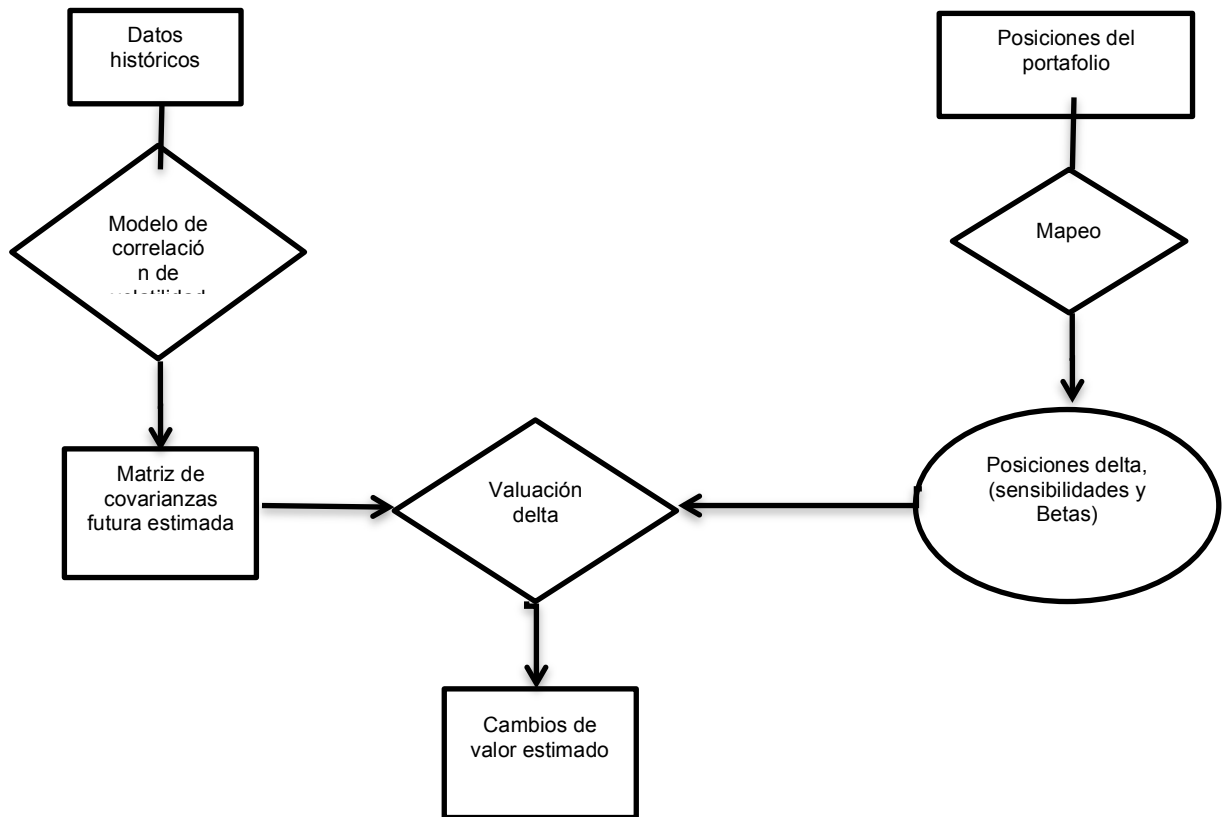 Datos
históricos
Posiciones del
portafolio
Modelo de
correlació
n de
Mapeo
Matriz de
covarianzas
futura estimada
Valuación
delta
Posiciones delta,
(sensibilidades y
Betas)
Cambios de
valor estimado